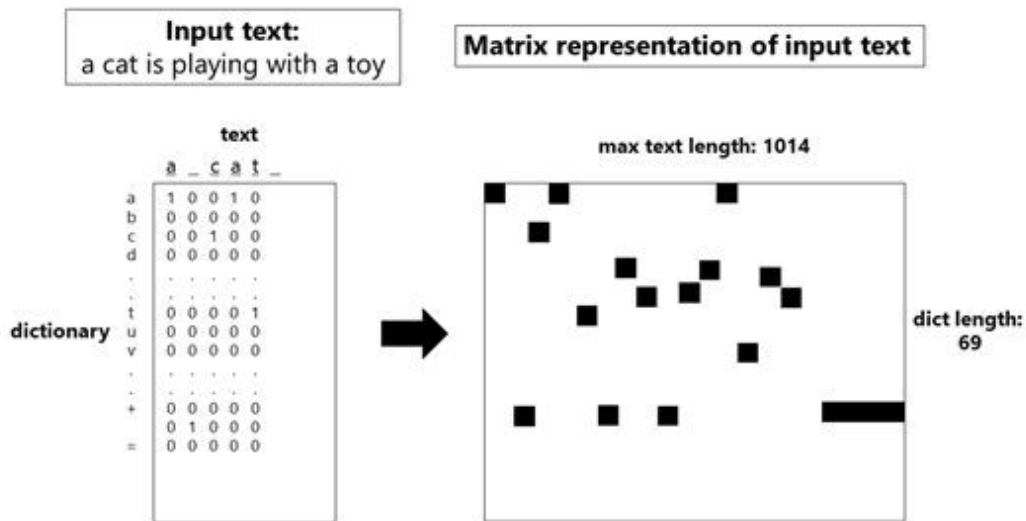 Input text:
a cat is playing with a toy
Matrix representation of input text
text
max text length: 1014
a _ c a t _
a 1 0 0 1 0
b 0 0 0 0 0
c 0 0 1 0 0
d 0 0 0 0 0
. . . . . .
. . . . . .
t 0 0 0 0 1
dictionary u 0 0 0 0 0
v 0 0 0 0 0
. . . . . .
. . . . . .
+ 0 0 0 0 0
0 1 0 0 0
= 0 0 0 0 0
dict length:
69